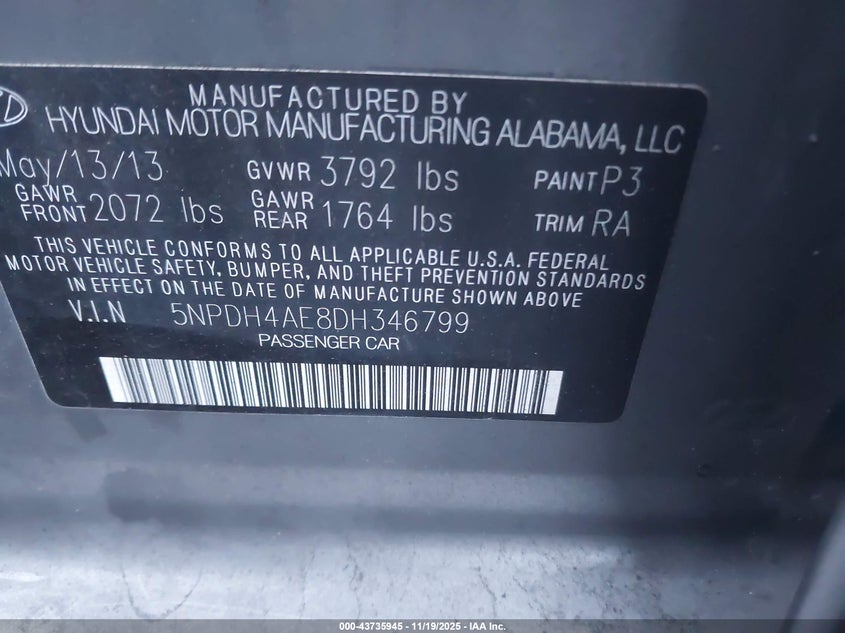 MANUFACTURED BY
HYUNDAI MOTOR MANUFACTURING ALABAMA, LLC
May/13/13 GVWR 3792 lbs PAINT P3
GAWR FRONT 2072 lbs GAWR REAR 1764 lbs TRIM RA
THIS VEHICLE CONFORMS TO ALL APPLICABLE U.S.A. FEDERAL
MOTOR VEHICLE SAFETY, BUMPER, AND THEFT PREVENTION STANDARDS
IN EFFECT ON THE DATE OF MANUFACTURE SHOWN ABOVE
V.I.N 5NPDH4AE8DH346799
PASSENGER CAR
000-43735945 - 11/19/2025 - IAA Inc.